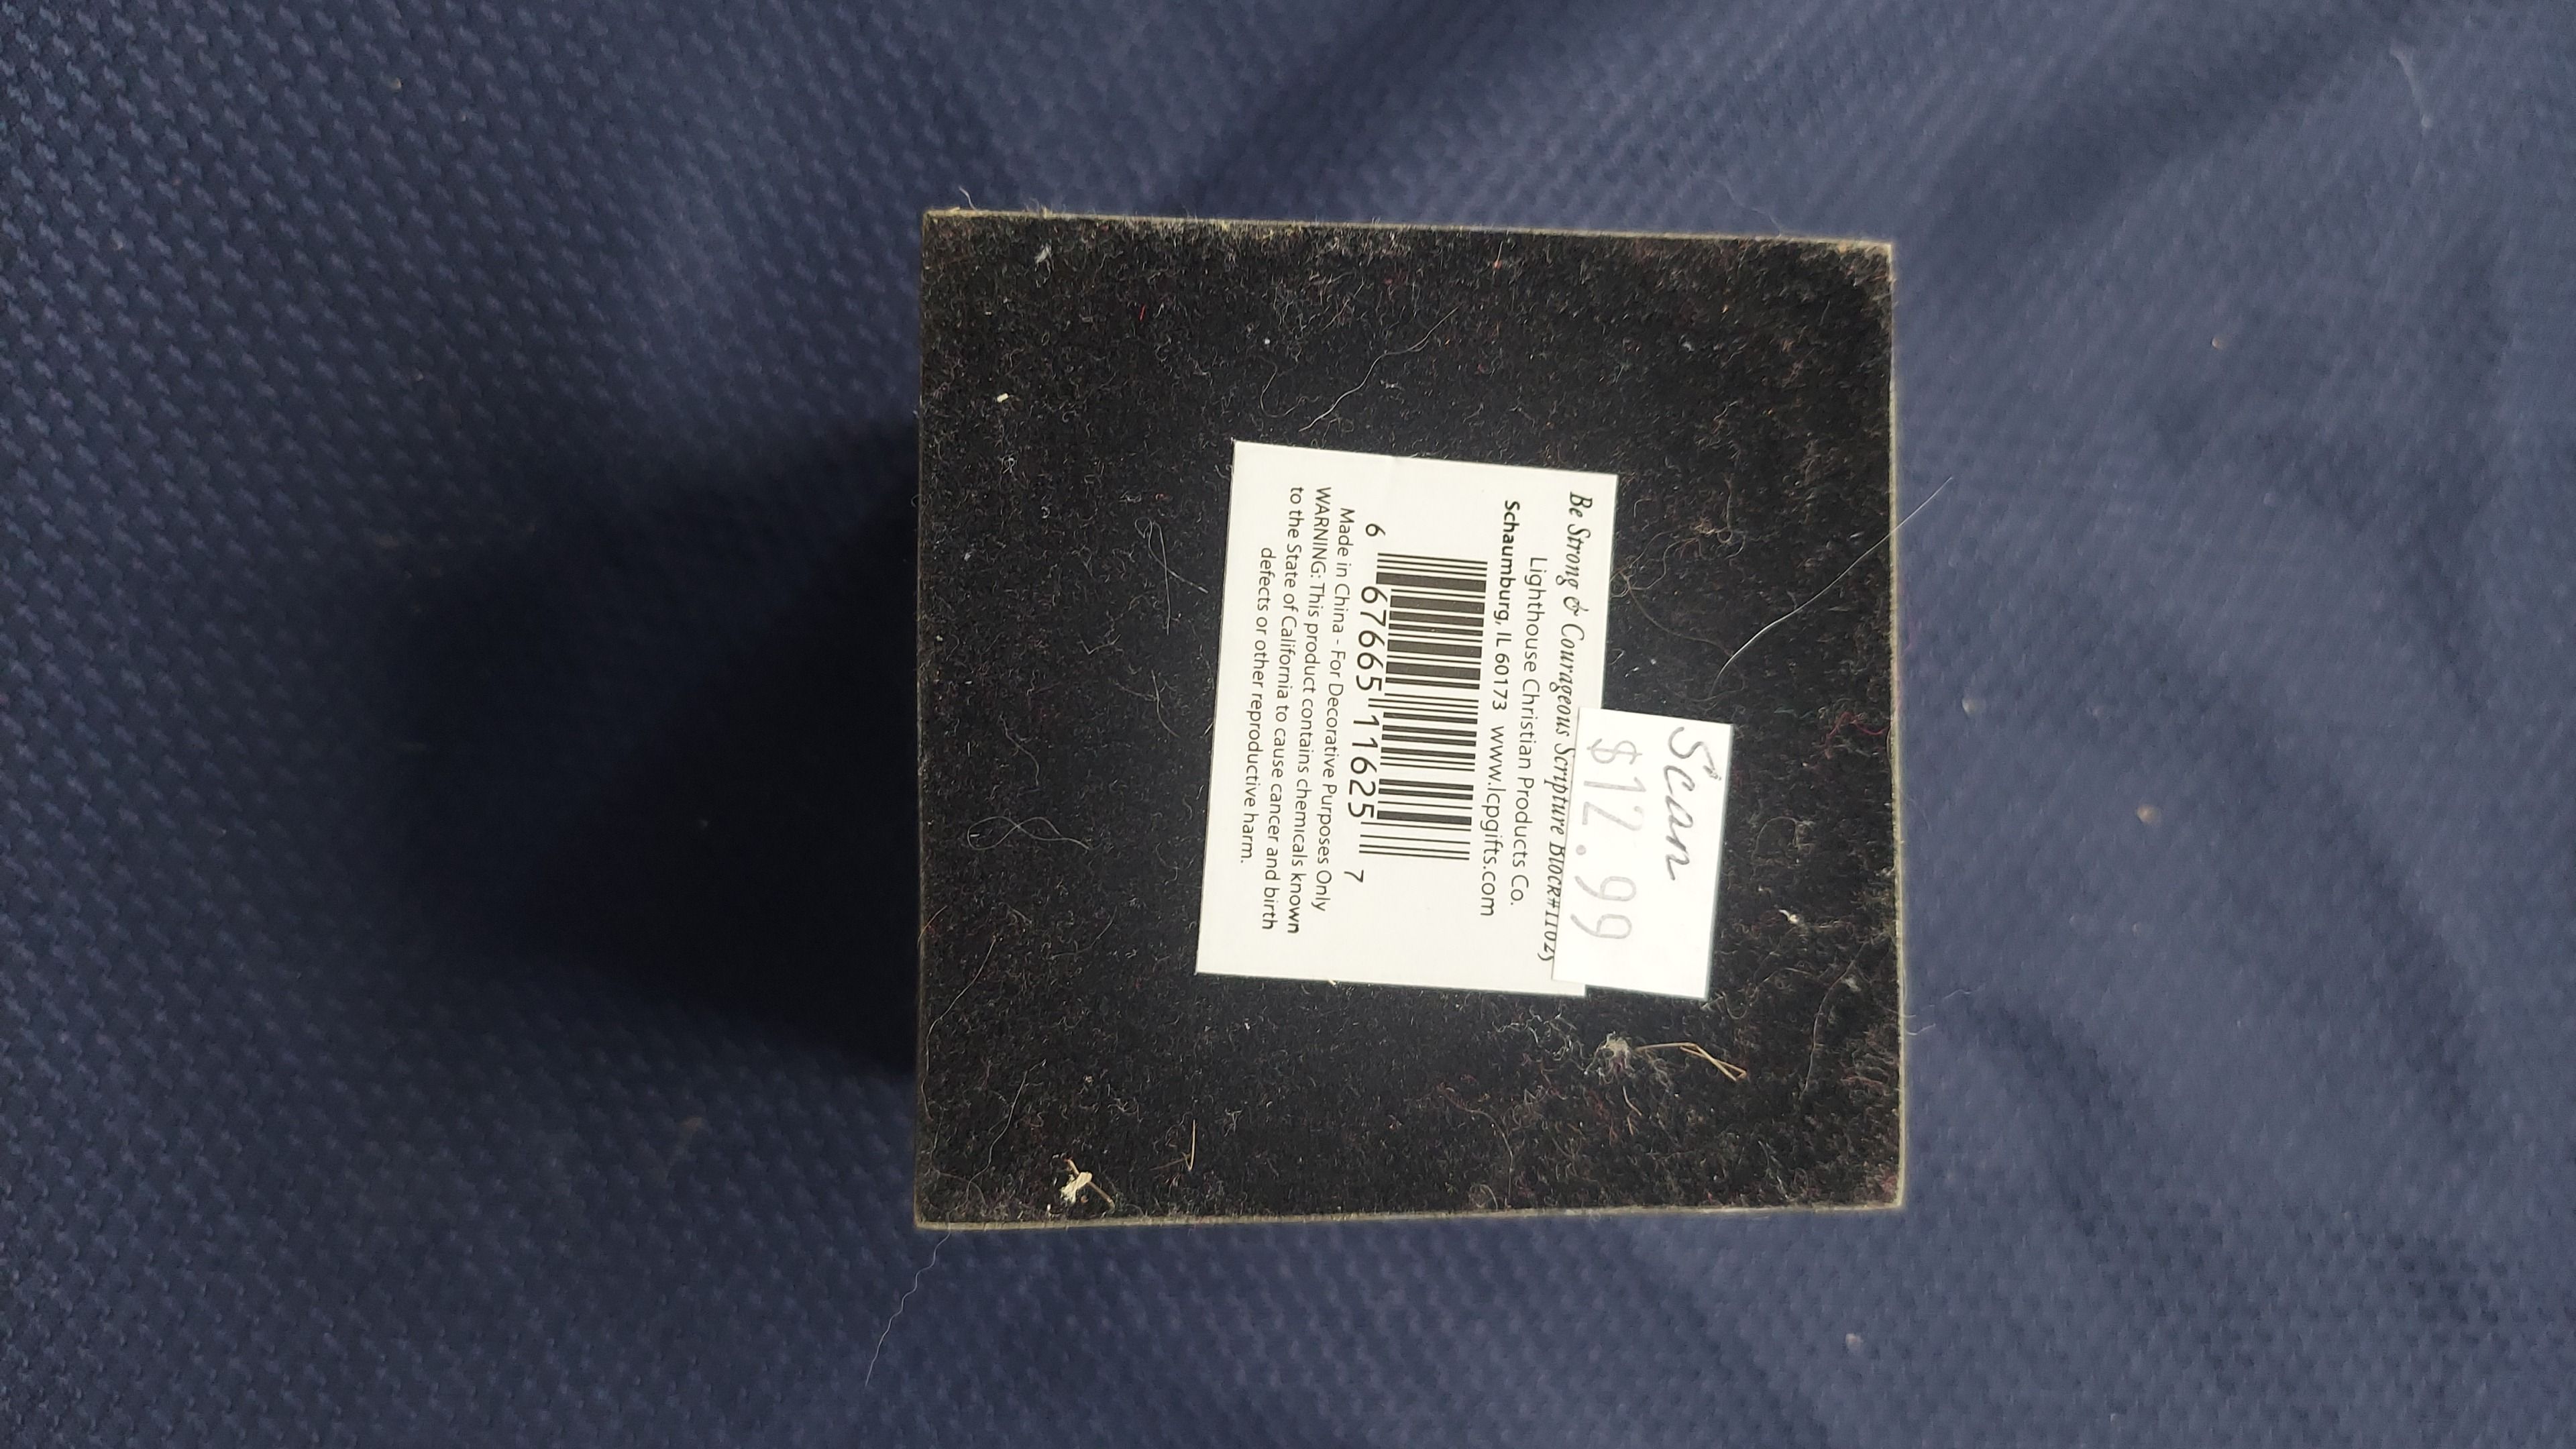 Scan
$12.99
Be Strong & Courageous Scripture Block#11625
Lighthouse Christian Products Co.
Schaumburg, IL 60173 www.lcpgifts.com
6 67665 11625 7
Made in China - For Decorative Purposes Only
WARNING: This product contains chemicals known
to the State of California to cause cancer and birth
defects or other reproductive harm.